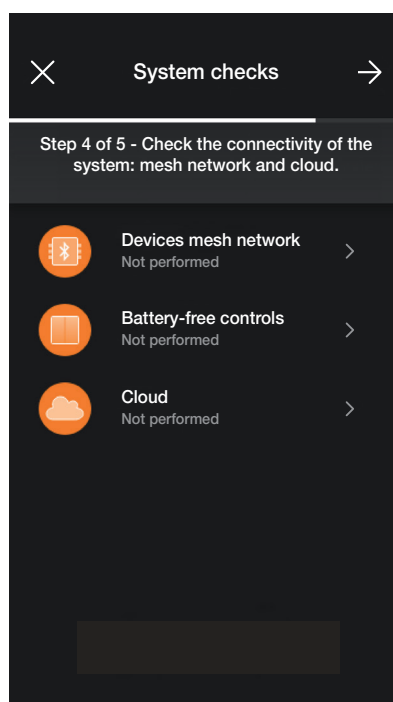 System checks
Step 4 of 5 - Check the connectivity of the
system: mesh network and cloud.
Devices mesh network
Not performed
Battery-free controls
Not performed
Cloud
Not performed